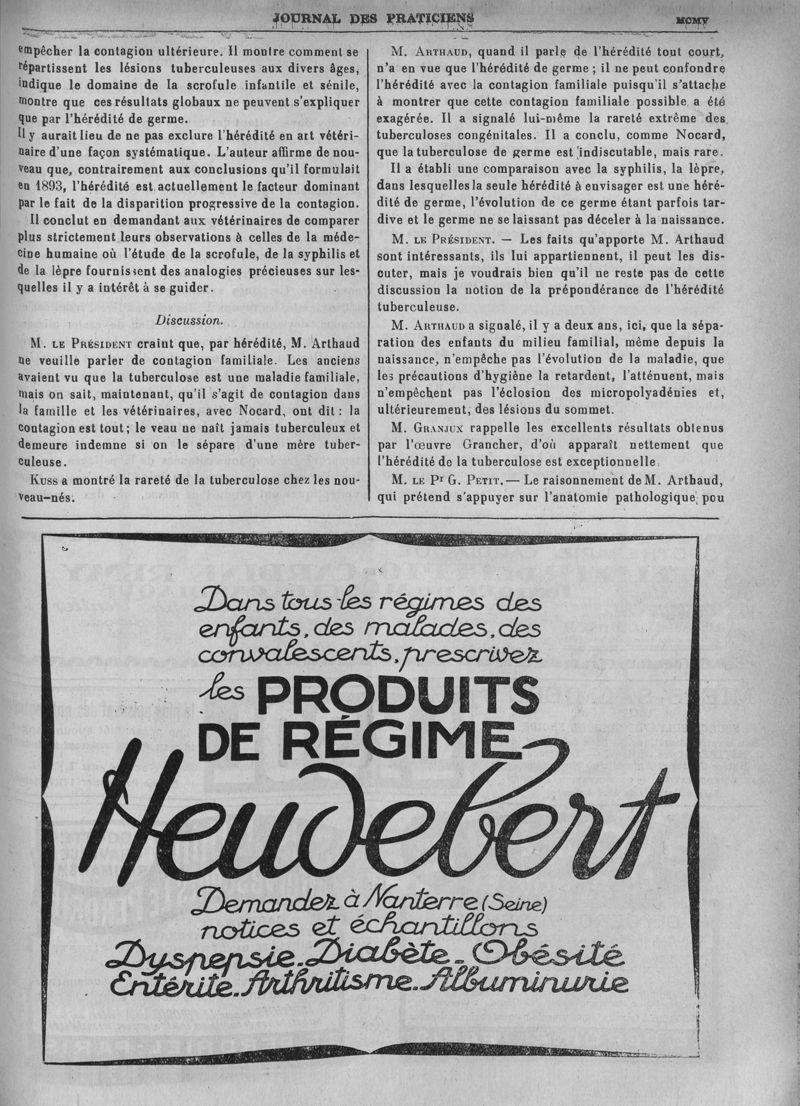 JOURNAL DES PRATICIENS
MCMV
empêcher la contagion ultérieure. Il montre comment se
répartissent les lésions tuberculeuses aux divers âges,
indique le domaine de la scrofule infantile et sénile,
montre que ces résultats globaux ne peuvent s'expliquer
que par l'hérédité de germe.
Il y aurait lieu de ne pas exclure l'hérédité en art vétéri-
naire d'une façon systématique. L'auteur affirme de nou-
veau que, contrairement aux conclusions qu'il formulait
en 1893, l'hérédité est actuellement le facteur dominant
par le fait de la disparition progressive de la contagion.
Il conclut en demandant aux vétérinaires de comparer
plus strictement leurs observations à celles de la méde-
cine humaine où l'étude de la scrofule, de la syphilis et
de la lèpre fournissent des analogies précieuses sur les-
quelles il y a intérêt à se guider.
Discussion.
M. LE PRÉSIDENT craint que, par hérédité, M. Arthaud
ne veuille parler de contagion familiale. Les anciens
avaient vu que la tuberculose est une maladie familiale,
mais on sait, maintenant, qu'il s'agit de contagion dans
la famille et les vétérinaires, avec Nocard, ont dit : la
contagion est tout ; le veau ne naît jamais tuberculeux et
demeure indemne si on le sépare d'une mère tuber-
culeuse.
KUSS a montré la rareté de la tuberculose chez les nou-
veau-nés.
M. ARTHAUD, quand il parle de l'hérédité tout court,
n'a en vue que l'hérédité de germe ; il ne peut confondre
l'hérédité avec la contagion familiale puisqu'il s'attache
à montrer que cette contagion familiale possible a été
exagérée. Il a signalé lui-même la rareté extrême des
tuberculoses congénitales. Il a conclu, comme Nocard,
que la tuberculose de germe est indiscutable, mais rare.
Il a établi une comparaison avec la syphilis, la lèpre,
dans lesquelles la seule hérédité à envisager est une héré-
dité de germe, l'évolution de ce germe étant parfois tar-
dive et le germe ne se laissant pas déceler à la naissance.
M. LE PRÉSIDENT. — Les faits qu'apporte M. Arthaud
sont intéressants, ils lui appartiennent, il peut les dis-
cuter, mais je voudrais bien qu'il ne reste pas de cette
discussion la notion de la prépondérance de l'hérédité
tuberculeuse.
M. ARTHAUD a signalé, il y a deux ans, ici, que la sépa-
ration des enfants du milieu familial, même depuis la
naissance, n'empêche pas l'évolution de la maladie, que
les précautions d'hygiène la retardent, l'atténuent, mais
n'empêchent pas l'éclosion des micropolyadénies et,
ultérieurement, des lésions du sommet.
M. GRANJUX rappelle les excellents résultats obtenus
par l'œuvre Grancher, d'où apparaît nettement que
l'hérédité de la tuberculose est exceptionnelle.
M. LE Pr G. PETIT. — Le raisonnement de M. Arthaud,
qui prétend s'appuyer sur l'anatomie pathologique, peu
Dans tous les régimes des
enfants, des malades, des
convalescents, prescrivez
les PRODUITS
DE RÉGIME
Heudebert
Demandez à Nanterre (Seine)
notices et échantillons
Dyspepsie. Diabète. Obésité
Entérite. Arthritisme. Albuminurie